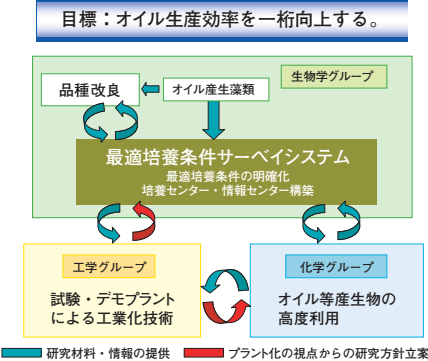 目標：オイル生産効率を一桁向上する。
生物学グループ
品種改良
オイル産生藻類
最適培養条件サーベイシステム
最適培養条件の明確化
培養センター・情報センター構築
工学グループ
試験・デモプラント
による工業化技術
化学グループ
オイル等産生物の
高度利用
研究材料・情報の提供
プラント化の視点からの研究方針立案